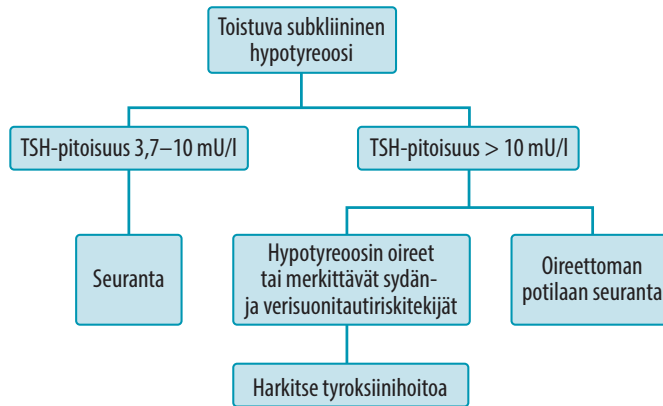 Toistuva subkliininen
hypotyreoosi
TSH-pitoisuus 3,7–10 mU/l
TSH-pitoisuus > 10 mU/l
Seuranta
Hypotyreoosin oireet
tai merkittävät sydän-
ja verisuonitautiriskitekijät
Oireettoman
potilaan seuranta
Harkitse tyroksiinihoitoa